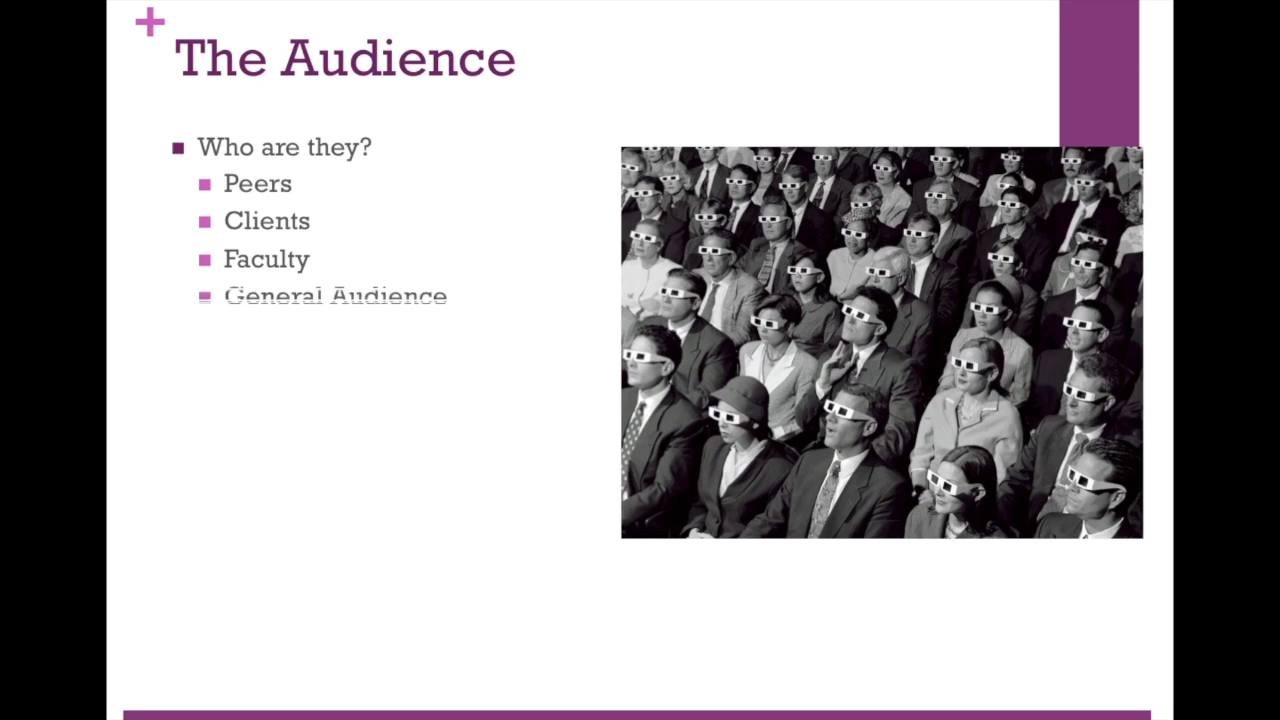 The Audience
Who are they?
Peers
Clients
Faculty
General Audience